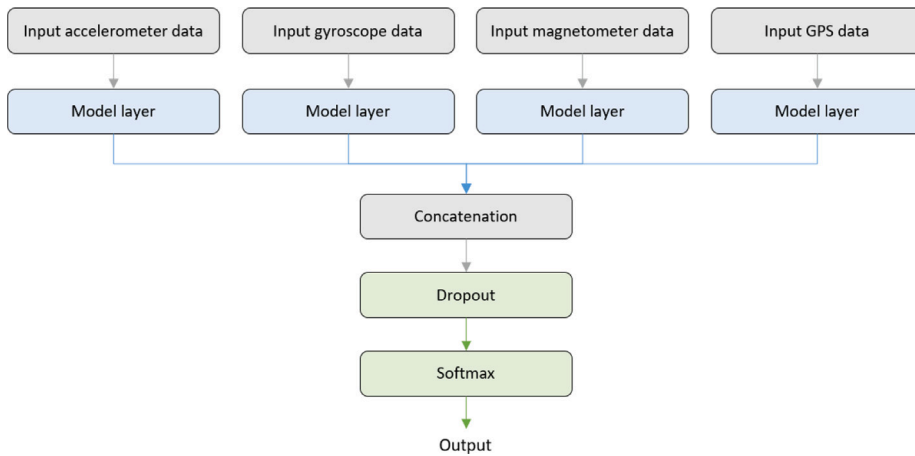 Input accelerometer data
Input gyroscope data
Input magnetometer data
Input GPS data
Model layer
Model layer
Model layer
Model layer
Concatenation
Dropout
Softmax
Output